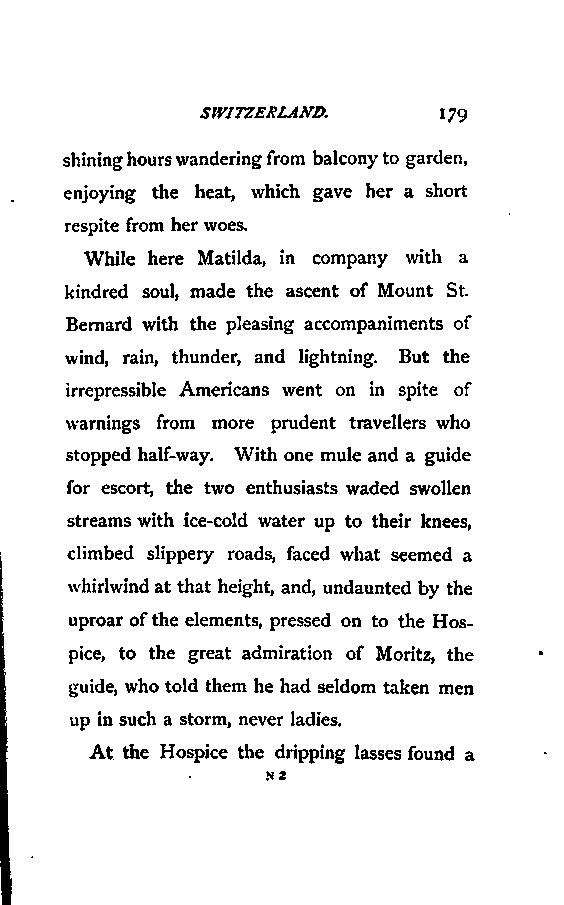 SWITZERLAND. 179
shining hours wandering from balcony to garden,
enjoying the heat, which gave her a short
respite from her woes.
While here Matilda, in company with a
kindred soul, made the ascent of Mount St.
Bernard with the pleasing accompaniments of
wind, rain, thunder, and lightning. But the
irrepressible Americans went on in spite of
warnings from more prudent travellers who
stopped half-way. With one mule and a guide
for escort, the two enthusiasts waded swollen
streams with ice-cold water up to their knees,
climbed slippery roads, faced what seemed a
whirlwind at that height, and, undaunted by the
uproar of the elements, pressed on to the Hos-
pice, to the great admiration of Moritz, the
guide, who told them he had seldom taken men
up in such a storm, never ladies.
At the Hospice the dripping lasses found a
N 2